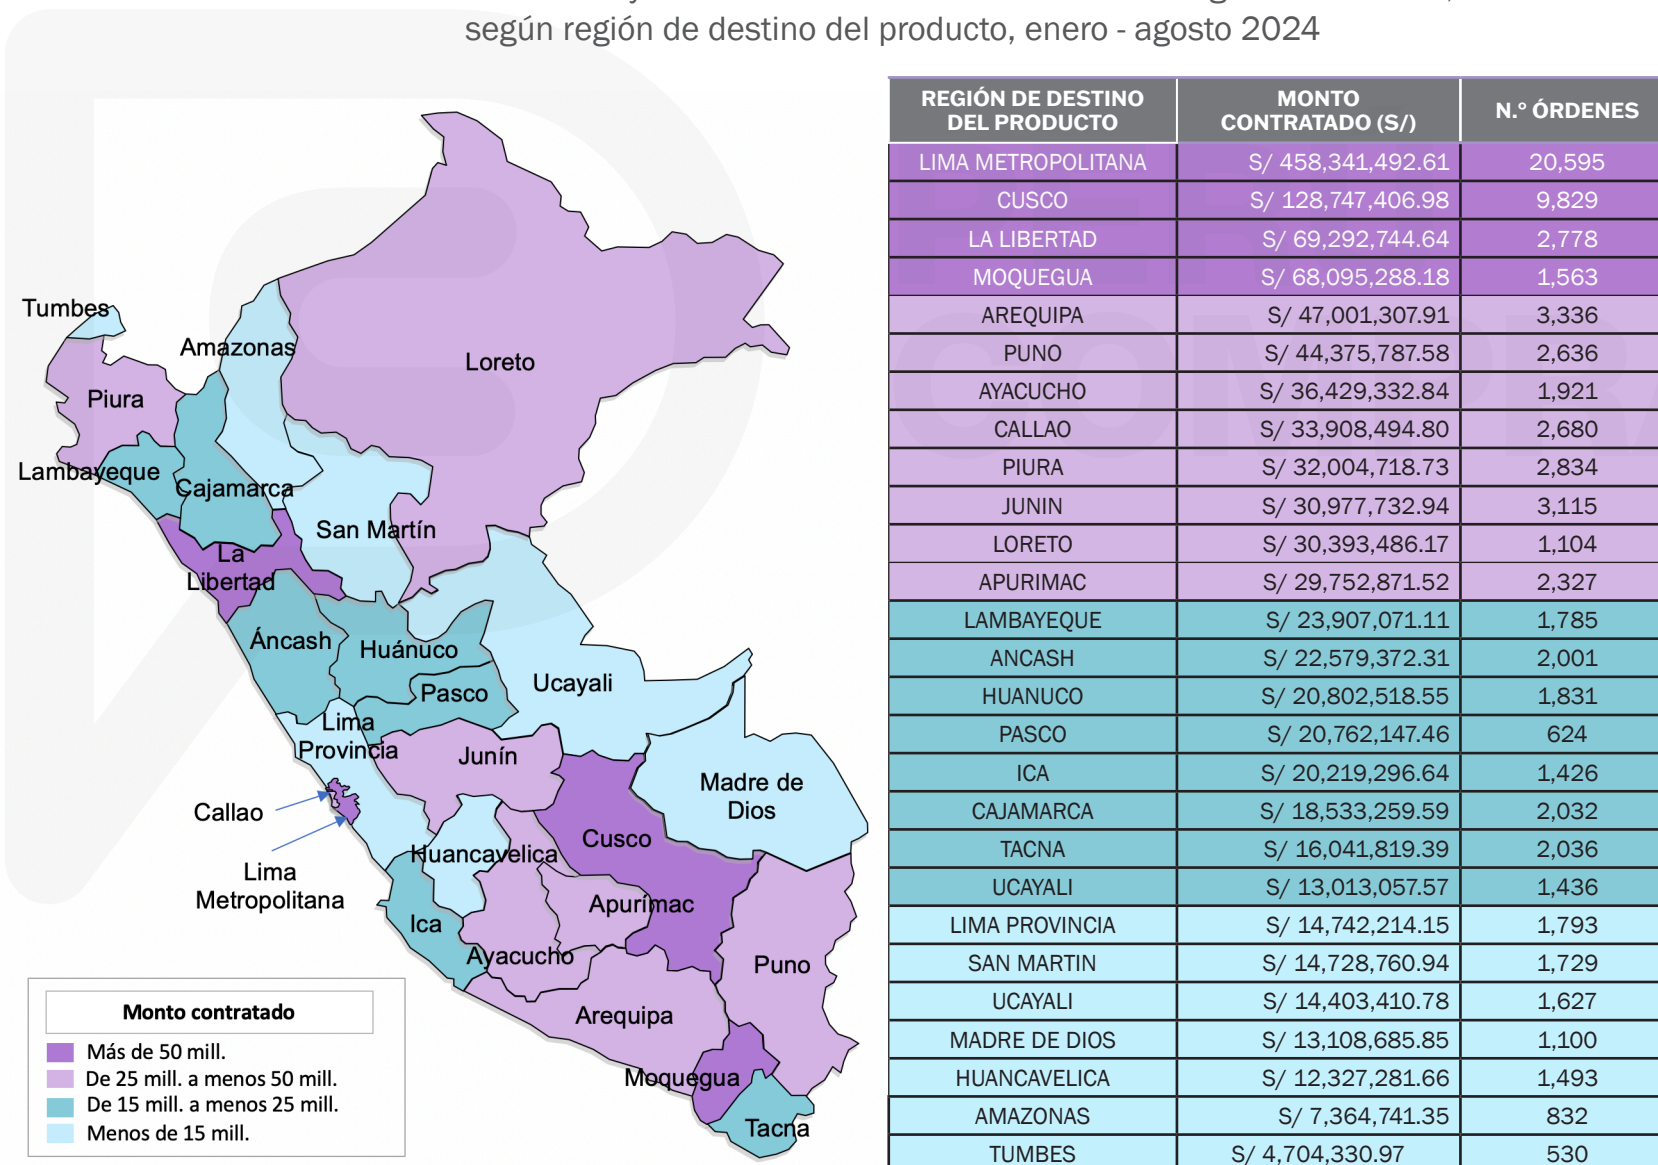 según región de destino del producto, enero - agosto 2024
REGIÓN DE DESTINO DEL PRODUCTO MONTO CONTRATADO (S/) N.º ÓRDENES
LIMA METROPOLITANA S/ 458,341,492.61 20,595
CUSCO S/ 128,747,406.98 9,829
LA LIBERTAD S/ 69,292,744.64 2,778
MOQUEGUA S/ 68,095,288.18 1,563
AREQUIPA S/ 47,001,307.91 3,336
PUNO S/ 44,375,787.58 2,636
AYACUCHO S/ 36,429,332.84 1,921
CALLAO S/ 33,908,494.80 2,680
PIURA S/ 32,004,718.73 2,834
JUNIN S/ 30,977,732.94 3,115
LORETO S/ 30,393,486.17 1,104
APURIMAC S/ 29,752,871.52 2,327
LAMBAYEQUE S/ 23,907,071.11 1,785
ANCASH S/ 22,579,372.31 2,001
HUANUCO S/ 20,802,518.55 1,831
PASCO S/ 20,762,147.46 624
ICA S/ 20,219,296.64 1,426
CAJAMARCA S/ 18,533,259.59 2,032
TACNA S/ 16,041,819.39 2,036
UCAYALI S/ 13,013,057.57 1,436
LIMA PROVINCIA S/ 14,742,214.15 1,793
SAN MARTIN S/ 14,728,760.94 1,729
UCAYALI S/ 14,403,410.78 1,627
MADRE DE DIOS S/ 13,108,685.85 1,100
HUANCAVELICA S/ 12,327,281.66 1,493
AMAZONAS S/ 7,364,741.35 832
TUMBES S/ 4,704,330.97 530
Tumbes
Amazonas
Loreto
Piura
Lambayeque
Cajamarca
San Martín
La
Libertad
Áncash
Huánuco
Pasco
Ucayali
Lima
Provincia
Junín
Madre de
Dios
Callao
Cusco
Huancavelica
Lima
Metropolitana
Apurímac
Ica
Ayacucho
Puno
Arequipa
Moquegua
Tacna
Monto contratado
Más de 50 mill.
De 25 mill. a menos 50 mill.
De 15 mill. a menos 25 mill.
Menos de 15 mill.